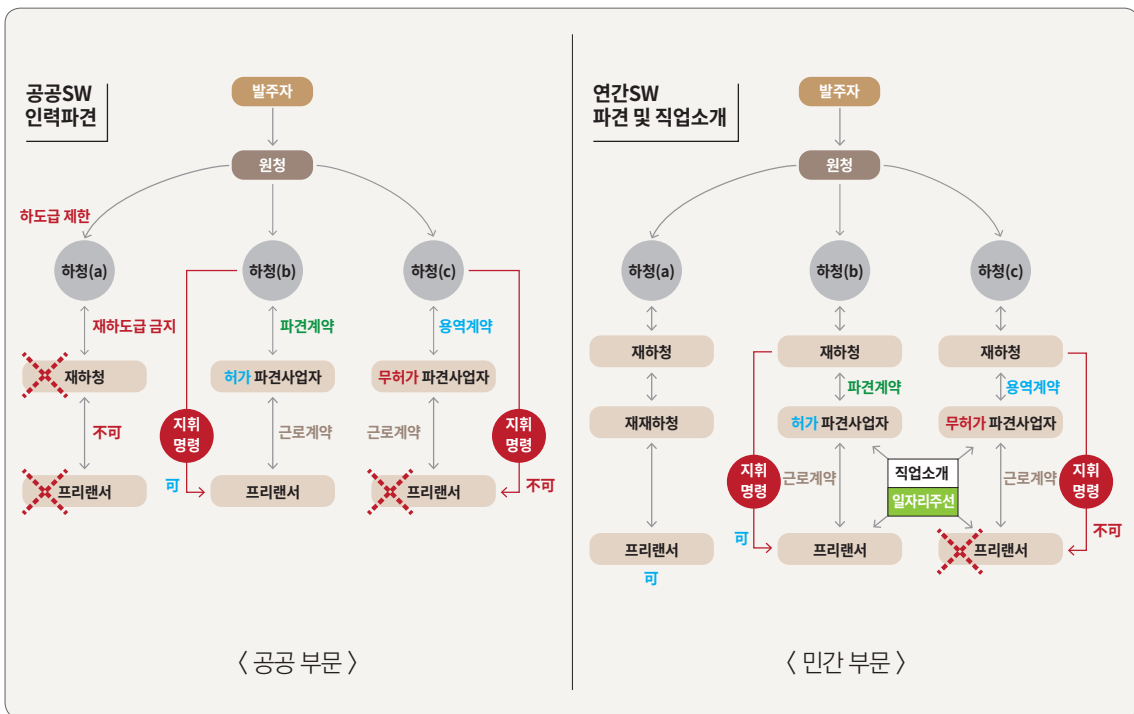 공공SW
인력파견
발주자
원청
하도급 제한
하청(a)
하청(b)
하청(c)
재하도급 금지
파견계약
용역계약
재하청
허가 파견사업자
무허가 파견사업자
不可
지휘
명령
근로계약
근로계약
지휘
명령
프리랜서
可
프리랜서
프리랜서
不可
〈 공공 부문 〉
연간SW
파견 및 직업소개
발주자
원청
하청(a)
하청(b)
하청(c)
재하청
재하청
재하청
파견계약
용역계약
재재하청
허가 파견사업자
무허가 파견사업자
지휘
명령
근로계약
직업소개
일자리주선
근로계약
지휘
명령
프리랜서
可
可
프리랜서
프리랜서
不可
〈 민간 부문 〉